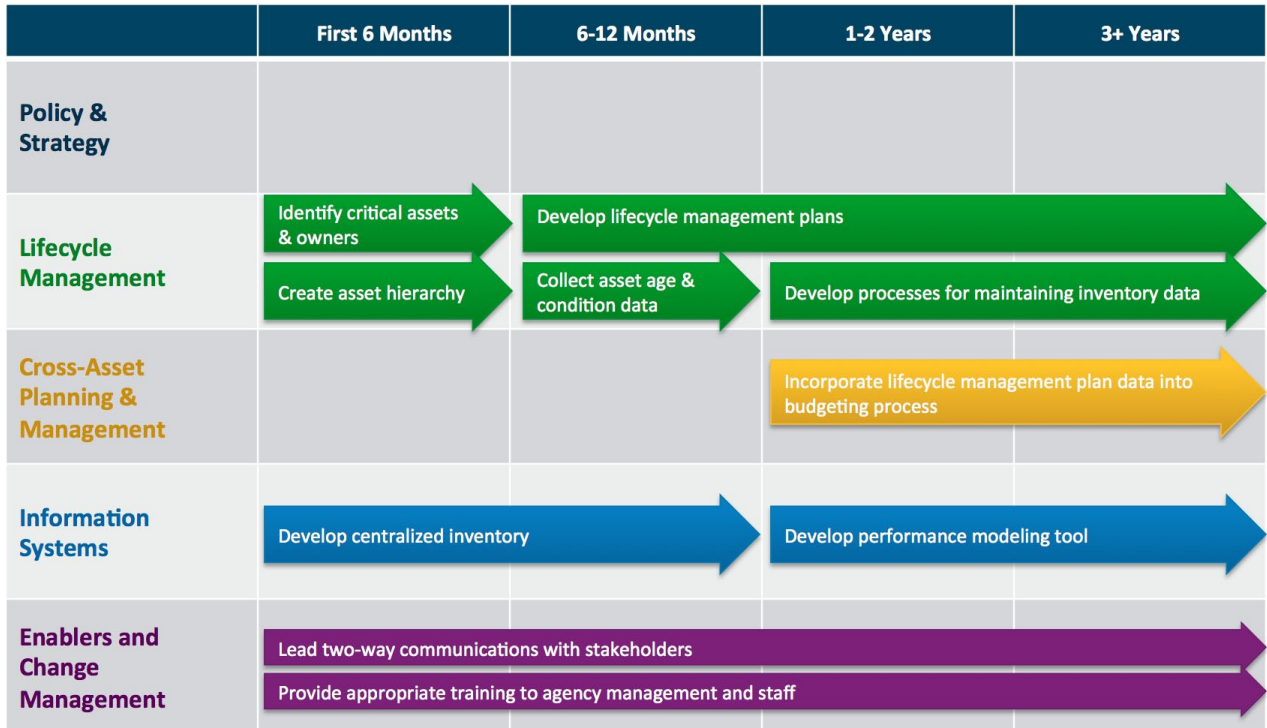 First 6 Months
6-12 Months
1-2 Years
3+ Years
Policy &
Strategy
Lifecycle
Management
Identify critical assets
& owners
Develop lifecycle management plans
Create asset hierarchy
Collect asset age &
condition data
Develop processes for maintaining inventory data
Cross-Asset
Planning &
Management
Incorporate lifecycle management plan data into
budgeting process
Information
Systems
Develop centralized inventory
Develop performance modeling tool
Enablers and
Change
Management
Lead two-way communications with stakeholders
Provide appropriate training to agency management and staff